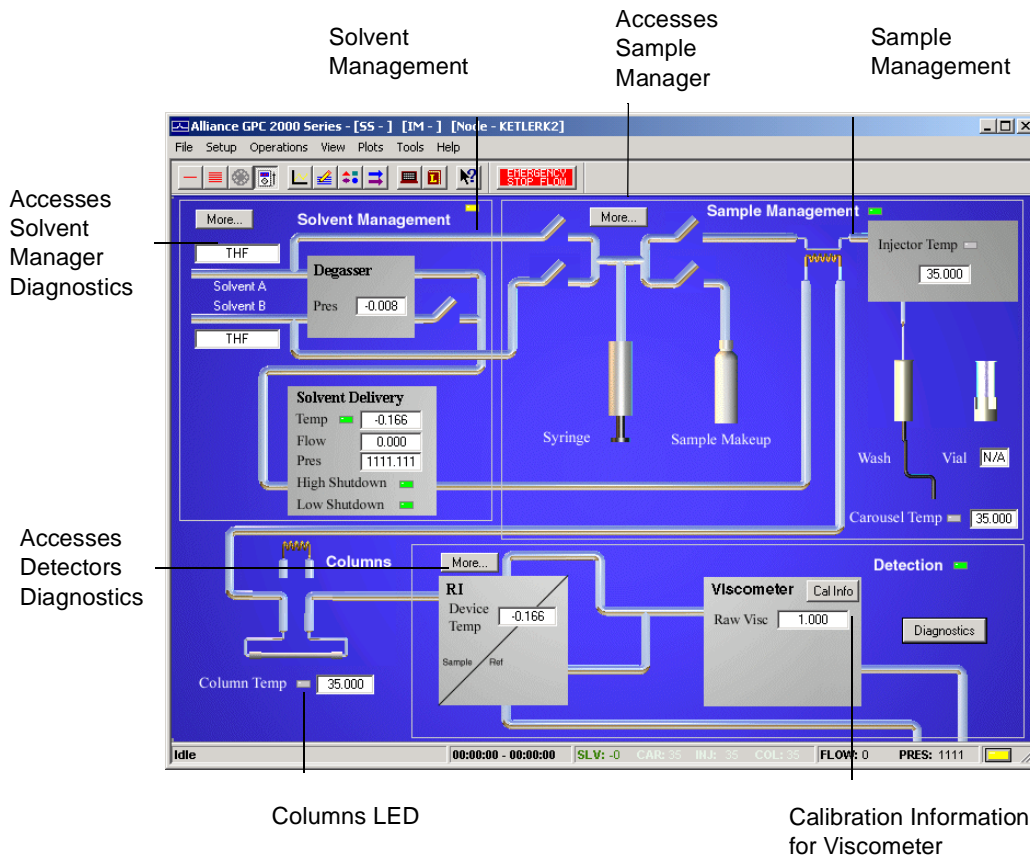 Solvent
Management
Accesses
Sample
Manager
Sample
Management
Alliance GPC 2000 Series - [SS - ] [IM - ] [Node - KETLERK2]
File Setup Operations View Plots Tools Help
EMERGENCY
STOP FLOW
Accesses
Solvent
Manager
Diagnostics
More...
Solvent Management
THF
Solvent A
Solvent B
THF
Degasser
Pres -0.008
Solvent Delivery
Temp -0.166
Flow 0.000
Pres 1111.111
High Shutdown
Low Shutdown
More...
Sample Management
Injector Temp
35.000
Syringe
Sample Makeup
Wash
Vial N/A
Carousel Temp 35.000
Accesses
Detectors
Diagnostics
Columns
Column Temp 35.000
More...
Detection
RI
Device
Temp
-0.166
Sample Ref
Viscometer Cal Info
Raw Visc 1.000
Diagnostics
Idle 00:00:00 - 00:00:00 SLV: -0 CAR: 35 INJ: 35 COL: 35 FLOW: 0 PRES: 1111
Columns LED
Calibration Information
for Viscometer